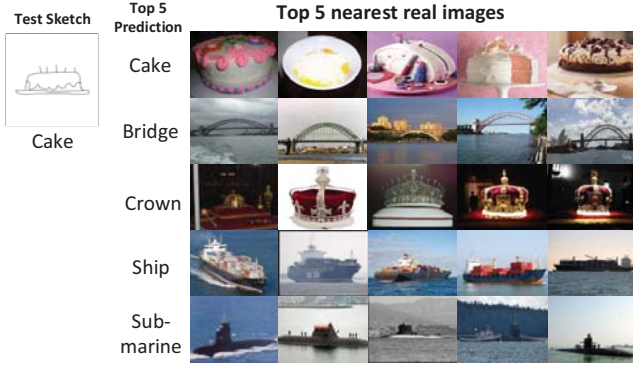 Test Sketch
Top 5
Prediction
Top 5 nearest real images
Cake
Cake
Bridge
Crown
Ship
Sub-
marine